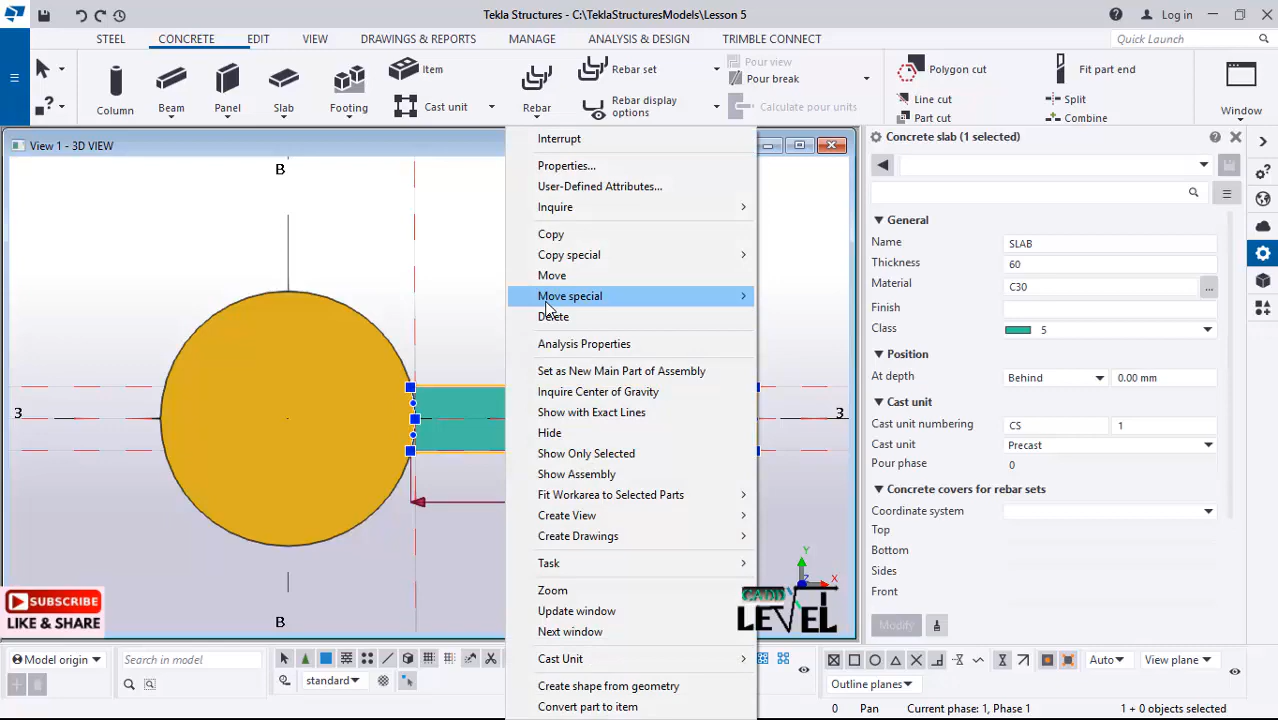 Tekla Structures - C:\TeklaStructuresModels\Lesson 5
Log in
STEEL CONCRETE EDIT VIEW DRAWINGS & REPORTS MANAGE ANALYSIS & DESIGN TRIMBLE CONNECT
Quick Launch
Column Beam Panel Slab Footing
Item
Cast unit
Rebar
Rebar set
Rebar display
options
Pour view
Pour break
Calculate pour units
Polygon cut
Line cut
Part cut
Fit part end
Split
Combine
Window
View 1 - 3D VIEW
B
3
3
B
Y
X
Z
Interrupt
Properties...
User-Defined Attributes...
Inquire
Copy
Copy special
Move
Move special
Delete
Analysis Properties
Set as New Main Part of Assembly
Inquire Center of Gravity
Show with Exact Lines
Hide
Show Only Selected
Show Assembly
Fit Workarea to Selected Parts
Create View
Create Drawings
Task
Zoom
Update window
Next window
Cast Unit
Create shape from geometry
Convert part to item
Concrete slab (1 selected)
General
Name SLAB
Thickness 60
Material C30 ...
Finish
Class 5
Position
At depth Behind 0.00 mm
Cast unit
Cast unit numbering CS 1
Cast unit Precast
Pour phase 0
Concrete covers for rebar sets
Coordinate system
Top
Bottom
Sides
Front
Modify
SUBSCRIBE
LIKE & SHARE
CADD
LEVEL
Model origin
Search in model
standard
Auto
View plane
Outline planes
0 Pan Current phase: 1, Phase 1 1 + 0 objects selected